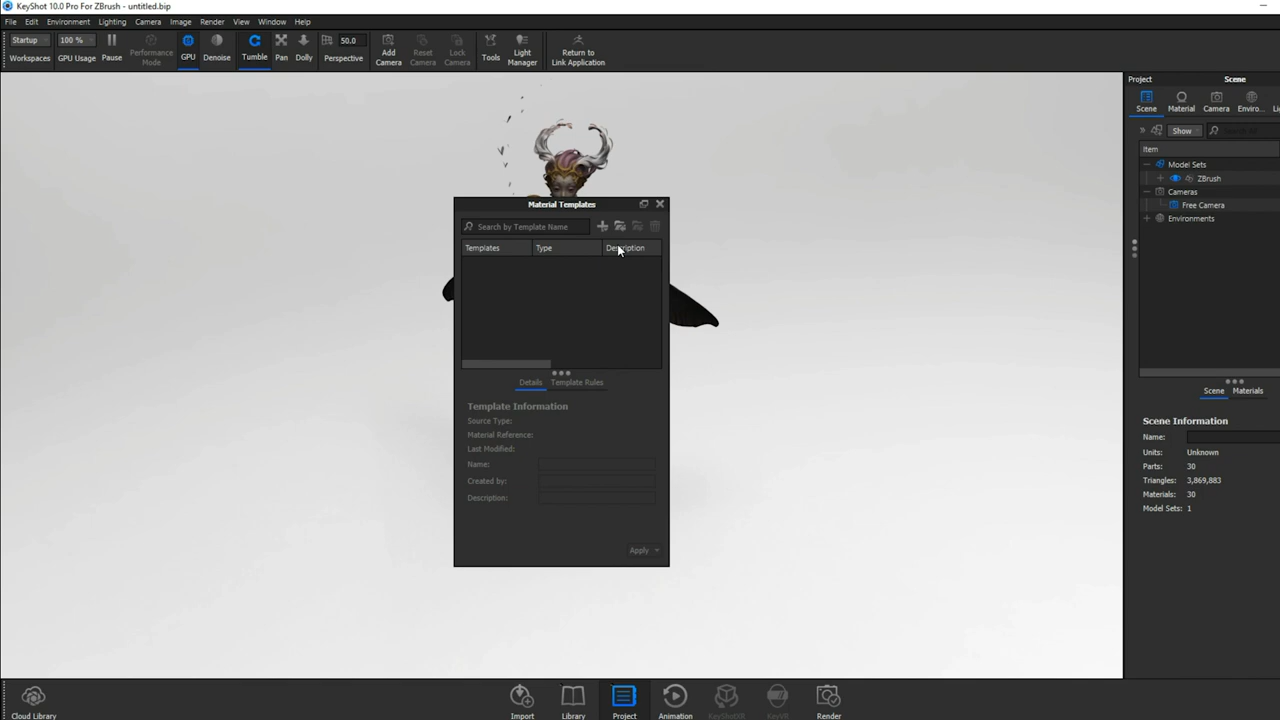 KeyShot 10.0 Pro For ZBrush - untitled.bip
File Edit Environment Lighting Camera Image Render View Window Help
Startup 100 % 50.0
Workspaces GPU Usage Pause Performance Mode GPU Denoise Tumble Pan Dolly Perspective Add Camera Reset Camera Lock Camera Tools Light Manager Return to Link Application
Project Scene
Scene Material Camera Enviro...
Show
Item
Model Sets
ZBrush
Cameras
Free Camera
Environments
Material Templates
Search by Template Name
Templates Type Description
Details Template Rules
Template Information
Source Type:
Material Reference:
Last Modified:
Name:
Created by:
Description:
Apply
Scene Materials
Scene Information
Name:
Units: Unknown
Parts: 30
Triangles: 3,869,883
Materials: 30
Model Sets: 1
Cloud Library Import Library Project Animation KeyShotXR KeyVR Render